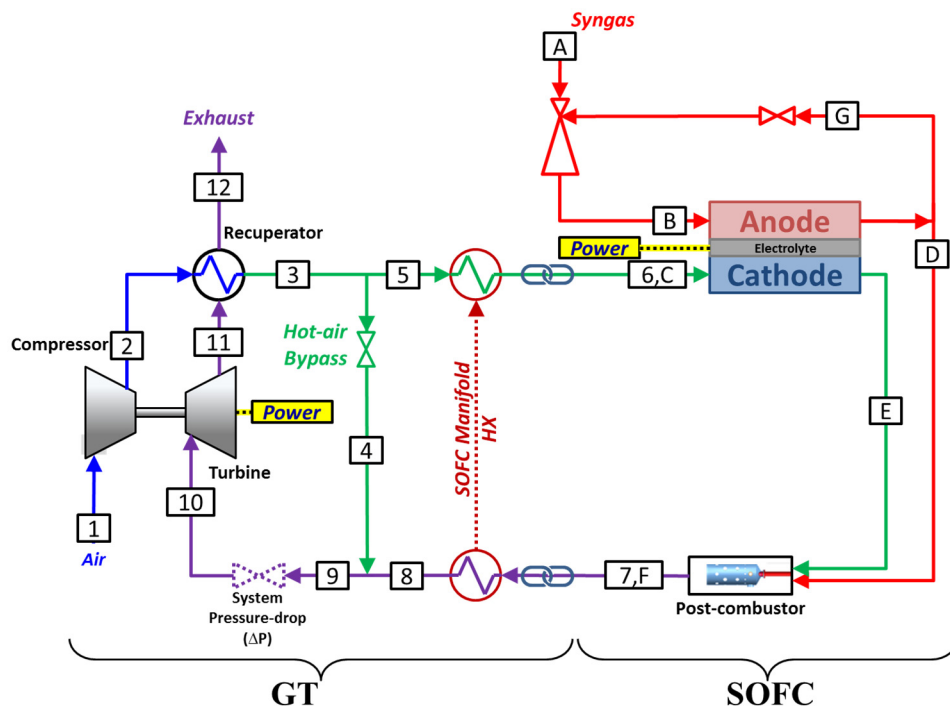 Syngas
A
Exhaust
G
12
Recuperator
B
Anode
Electrolyte
Power
D
3
5
6,C
Cathode
Compressor
2
11
Hot-air
Bypass
SOFC Manifold
HX
Power
E
4
Turbine
10
1
Air
9
8
7,F
System
Pressure-drop
(ΔP)
Post-combustor
GT
SOFC